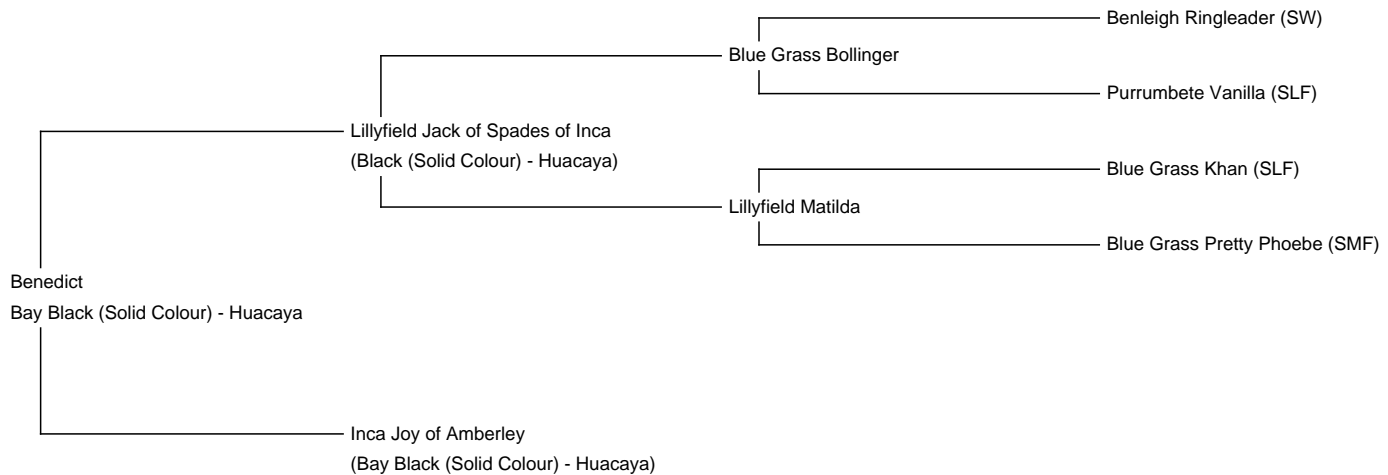 Benleigh Ringleader (SW)
Blue Grass Bollinger
Purrumbete Vanilla (SLF)
Lillyfield Jack of Spades of Inca
(Black (Solid Colour) - Huacaya)
Blue Grass Khan (SLF)
Lillyfield Matilda
Blue Grass Pretty Phoebe (SMF)
Benedict
Bay Black (Solid Colour) - Huacaya
Inca Joy of Amberley
(Bay Black (Solid Colour) - Huacaya)